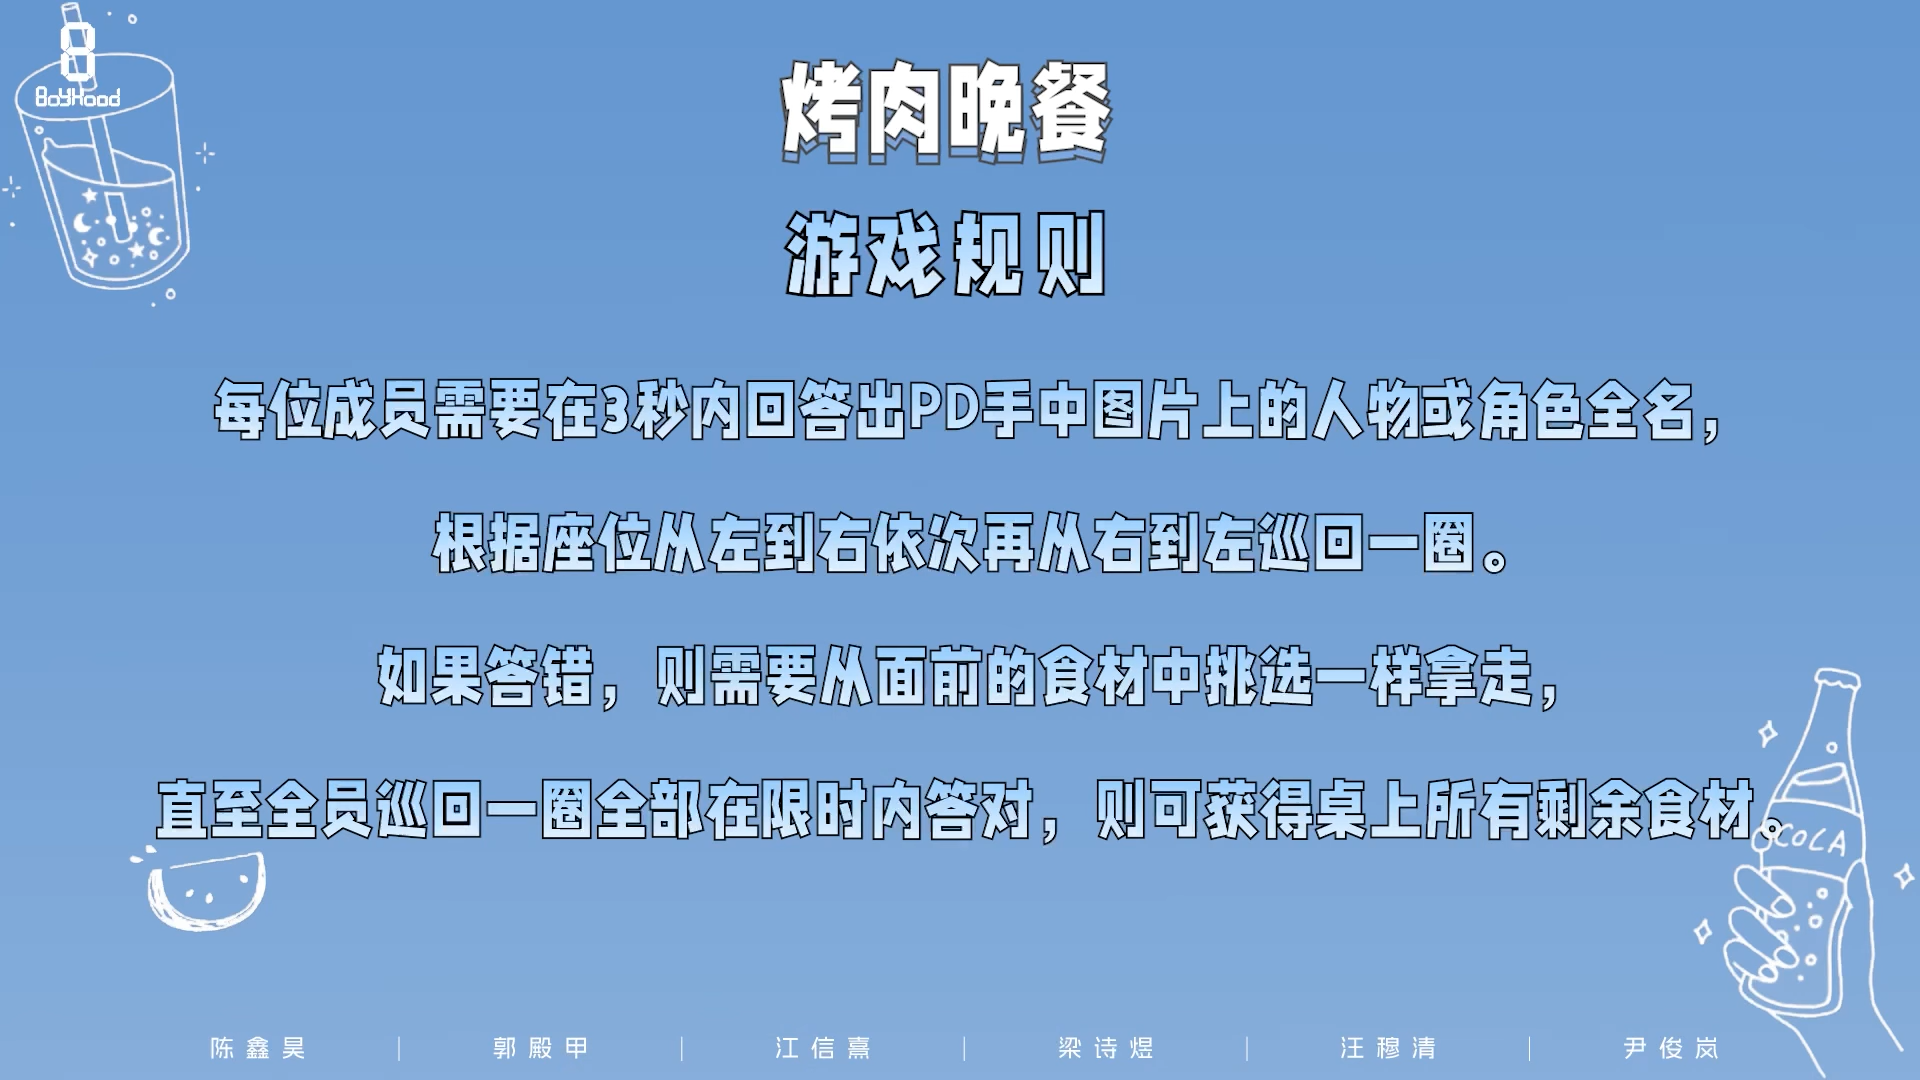 8
BoyHood
烤肉晚餐
游戏规则
每位成员需要在3秒内回答出PD手中图片上的人物或角色全名，
根据座位从左到右依次再从右到左巡回一圈。
如果答错，则需要从面前的食材中挑选一样拿走，
直至全员巡回一圈全部在限时内答对，则可获得桌上所有剩余食材。
COLA
陈鑫昊 | 郭殿甲 | 江信熹 | 梁诗煜 | 汪穆清 | 尹俊岚